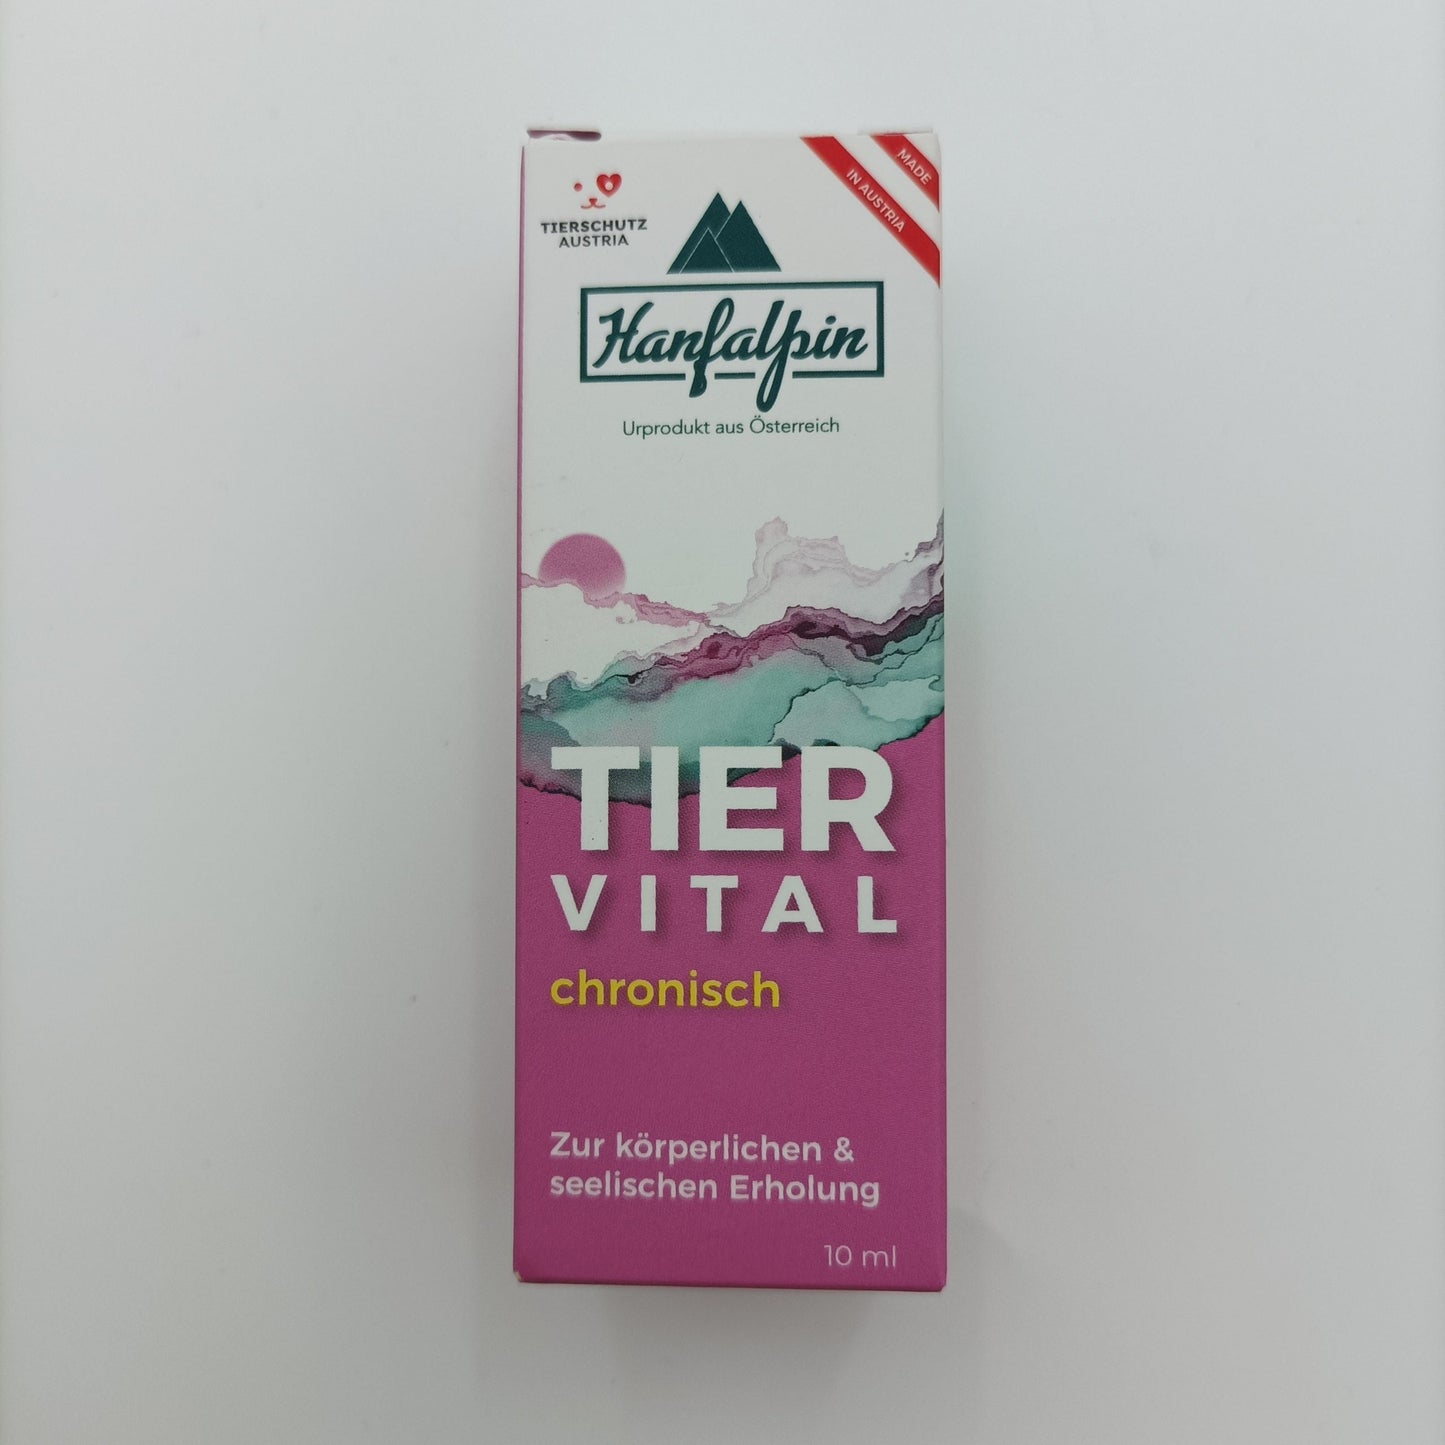 TIERSCHUTZ
AUSTRIA
MADE
IN AUSTRIA
Hanfalpin
Urprodukt aus Österreich
TIER
VITAL
chronisch
Zur körperlichen &
seelischen Erholung
10 ml